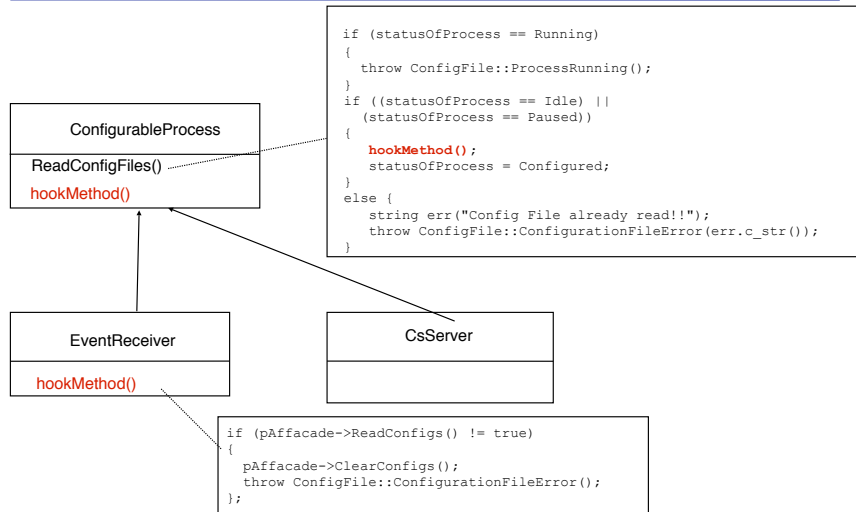 if (statusOfProcess == Running)
{
throw ConfigFile::ProcessRunning();
}
if ((statusOfProcess == Idle) ||
(statusOfProcess == Paused))
{
hookMethod();
statusOfProcess = Configured;
}
else {
string err("Config File already read!!");
throw ConfigFile::ConfigurationFileError(err.c_str());
}
ConfigurableProcess
ReadConfigFiles()
hookMethod()
EventReceiver
hookMethod()
CsServer
if (pAffacade->ReadConfigs() != true)
{
pAffacade->ClearConfigs();
throw ConfigFile::ConfigurationFileError();
};